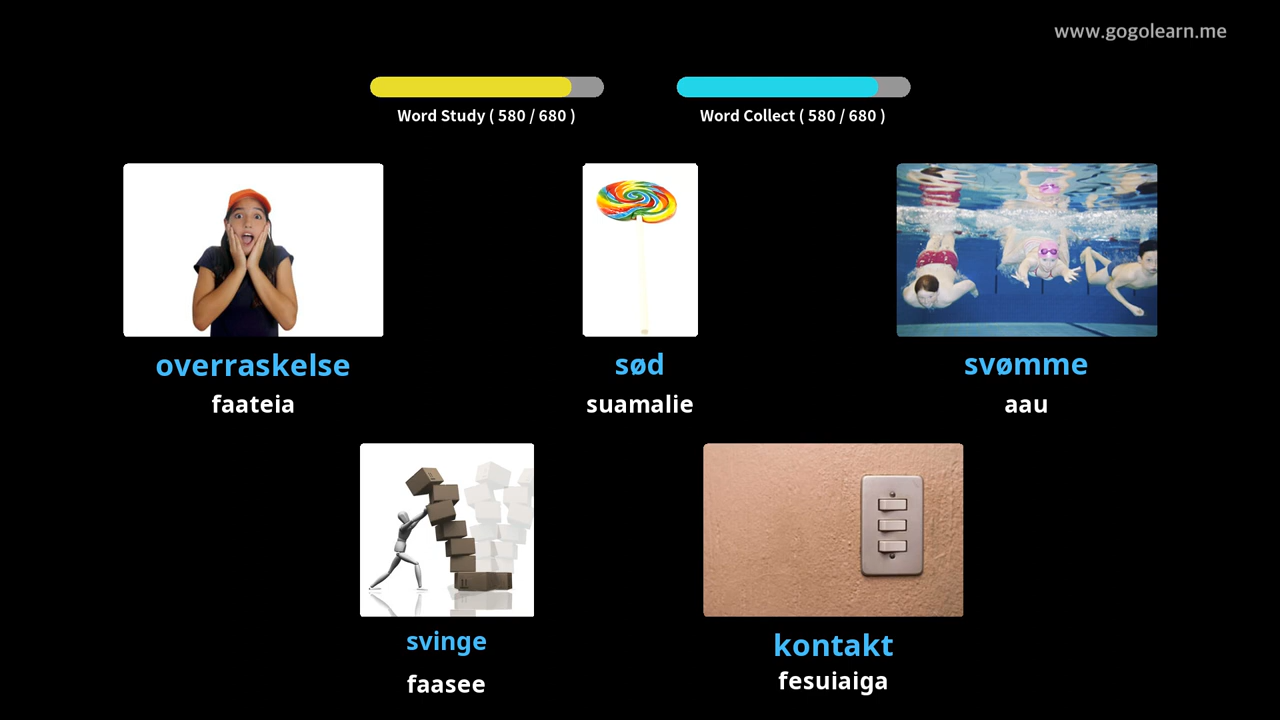 www.gogolearn.me
Word Study ( 580 / 680 )
Word Collect ( 580 / 680 )
overraskelse
faateia
sød
suamalie
svømme
aau
svinge
faasee
kontakt
fesuiaiga